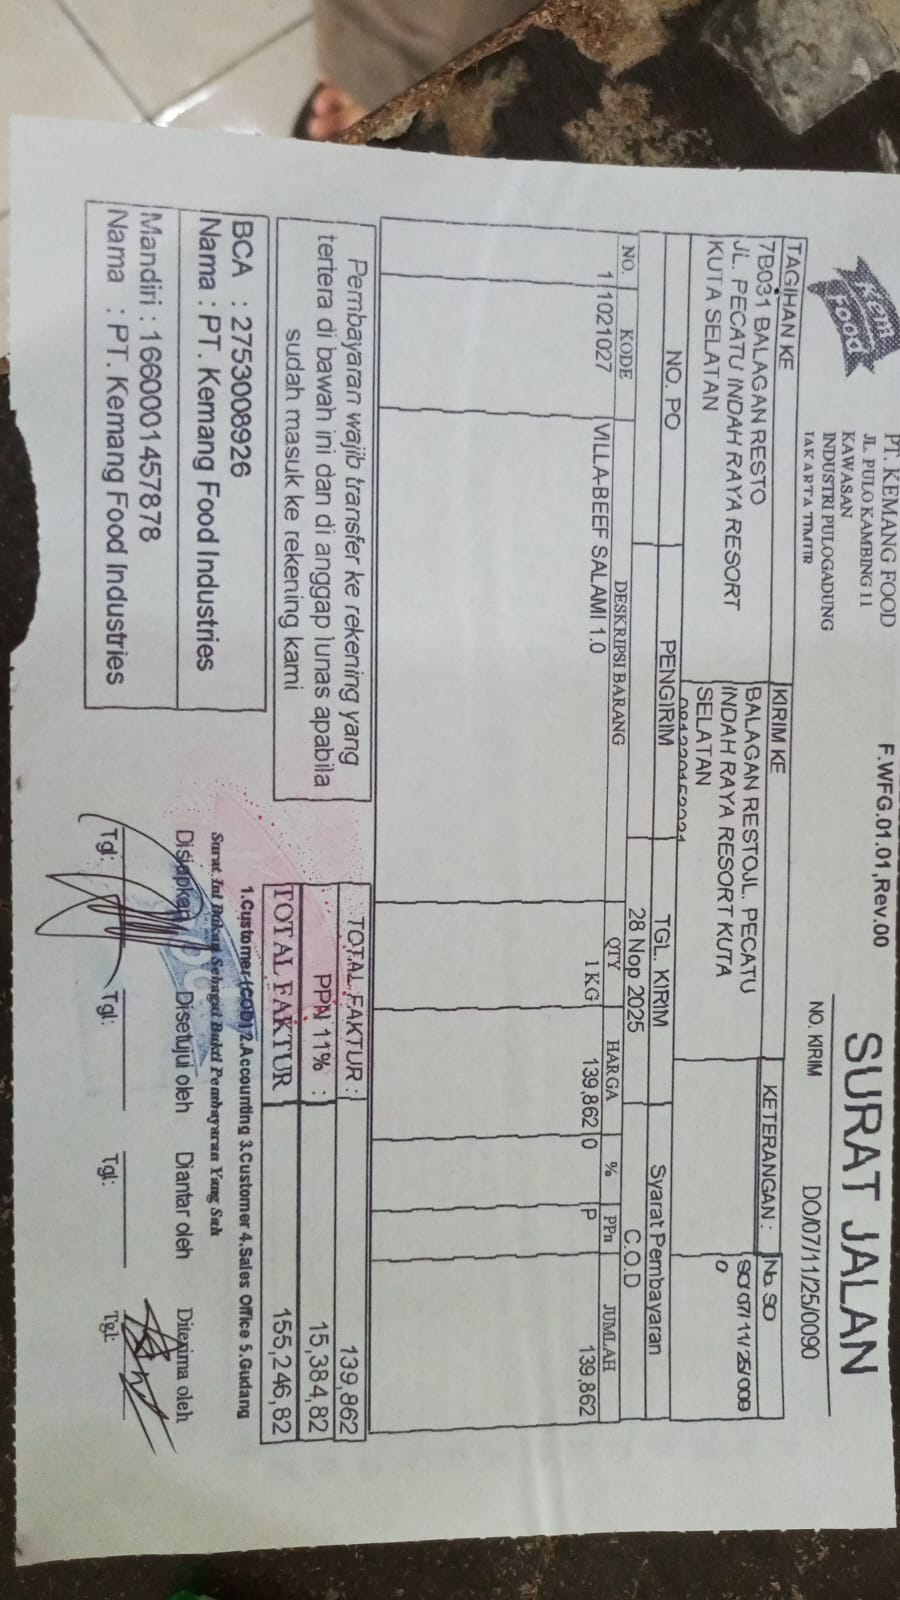 Kem food
PT. KEMANG FOOD
JL. PULO KAMBING 11
KAWASAN
INDUSTRI PULOGADUNG
JAKARTA TIMUR
F.WFG.01.01,Rev.00
SURAT JALAN
NO. KIRIM DO/07/11/25/0090
TAGIHAN KE
7B031 BALAGAN RESTO
JL. PECATU INDAH RAYA RESORT
KUTA SELATAN
KIRIM KE
BALAGAN RESTOJL. PECATU
INDAH RAYA RESORT KUTA
SELATAN
KETERANGAN :
No. SO
SO/07/11/25/009
0
NO. PO PENGIRIM TGL. KIRIM Syarat Pembayaran
28 Nop 2025 C.O.D
NO. KODE DESKRIPSI BARANG QTY HARGA % PPn JUMLAH
1 1021027 VILLA-BEEF SALAMI 1.0 1 KG 139,862 0 P 139,862
Pembayaran wajib transfer ke rekening yang
tertera di bawah ini dan di anggap lunas apabila
sudah masuk ke rekening kami
TOTAL FAKTUR : 139,862
PPN 11% : 15,384,82
TOTAL FAKTUR 155,246,82
BCA : 2753008926
Nama : PT. Kemang Food Industries
Mandiri : 1660001457878
Nama : PT. Kemang Food Industries
1.Customer (COD) 2.Accounting 3.Customer 4.Sales Office 5.Gudang
Surat Ini Bukan Sebagai Bukti Pembayaran Yang Sah
Disiapkan Disetujui oleh Diantar oleh Diterima oleh
Tgl: Tgl: Tgl: Tgl: